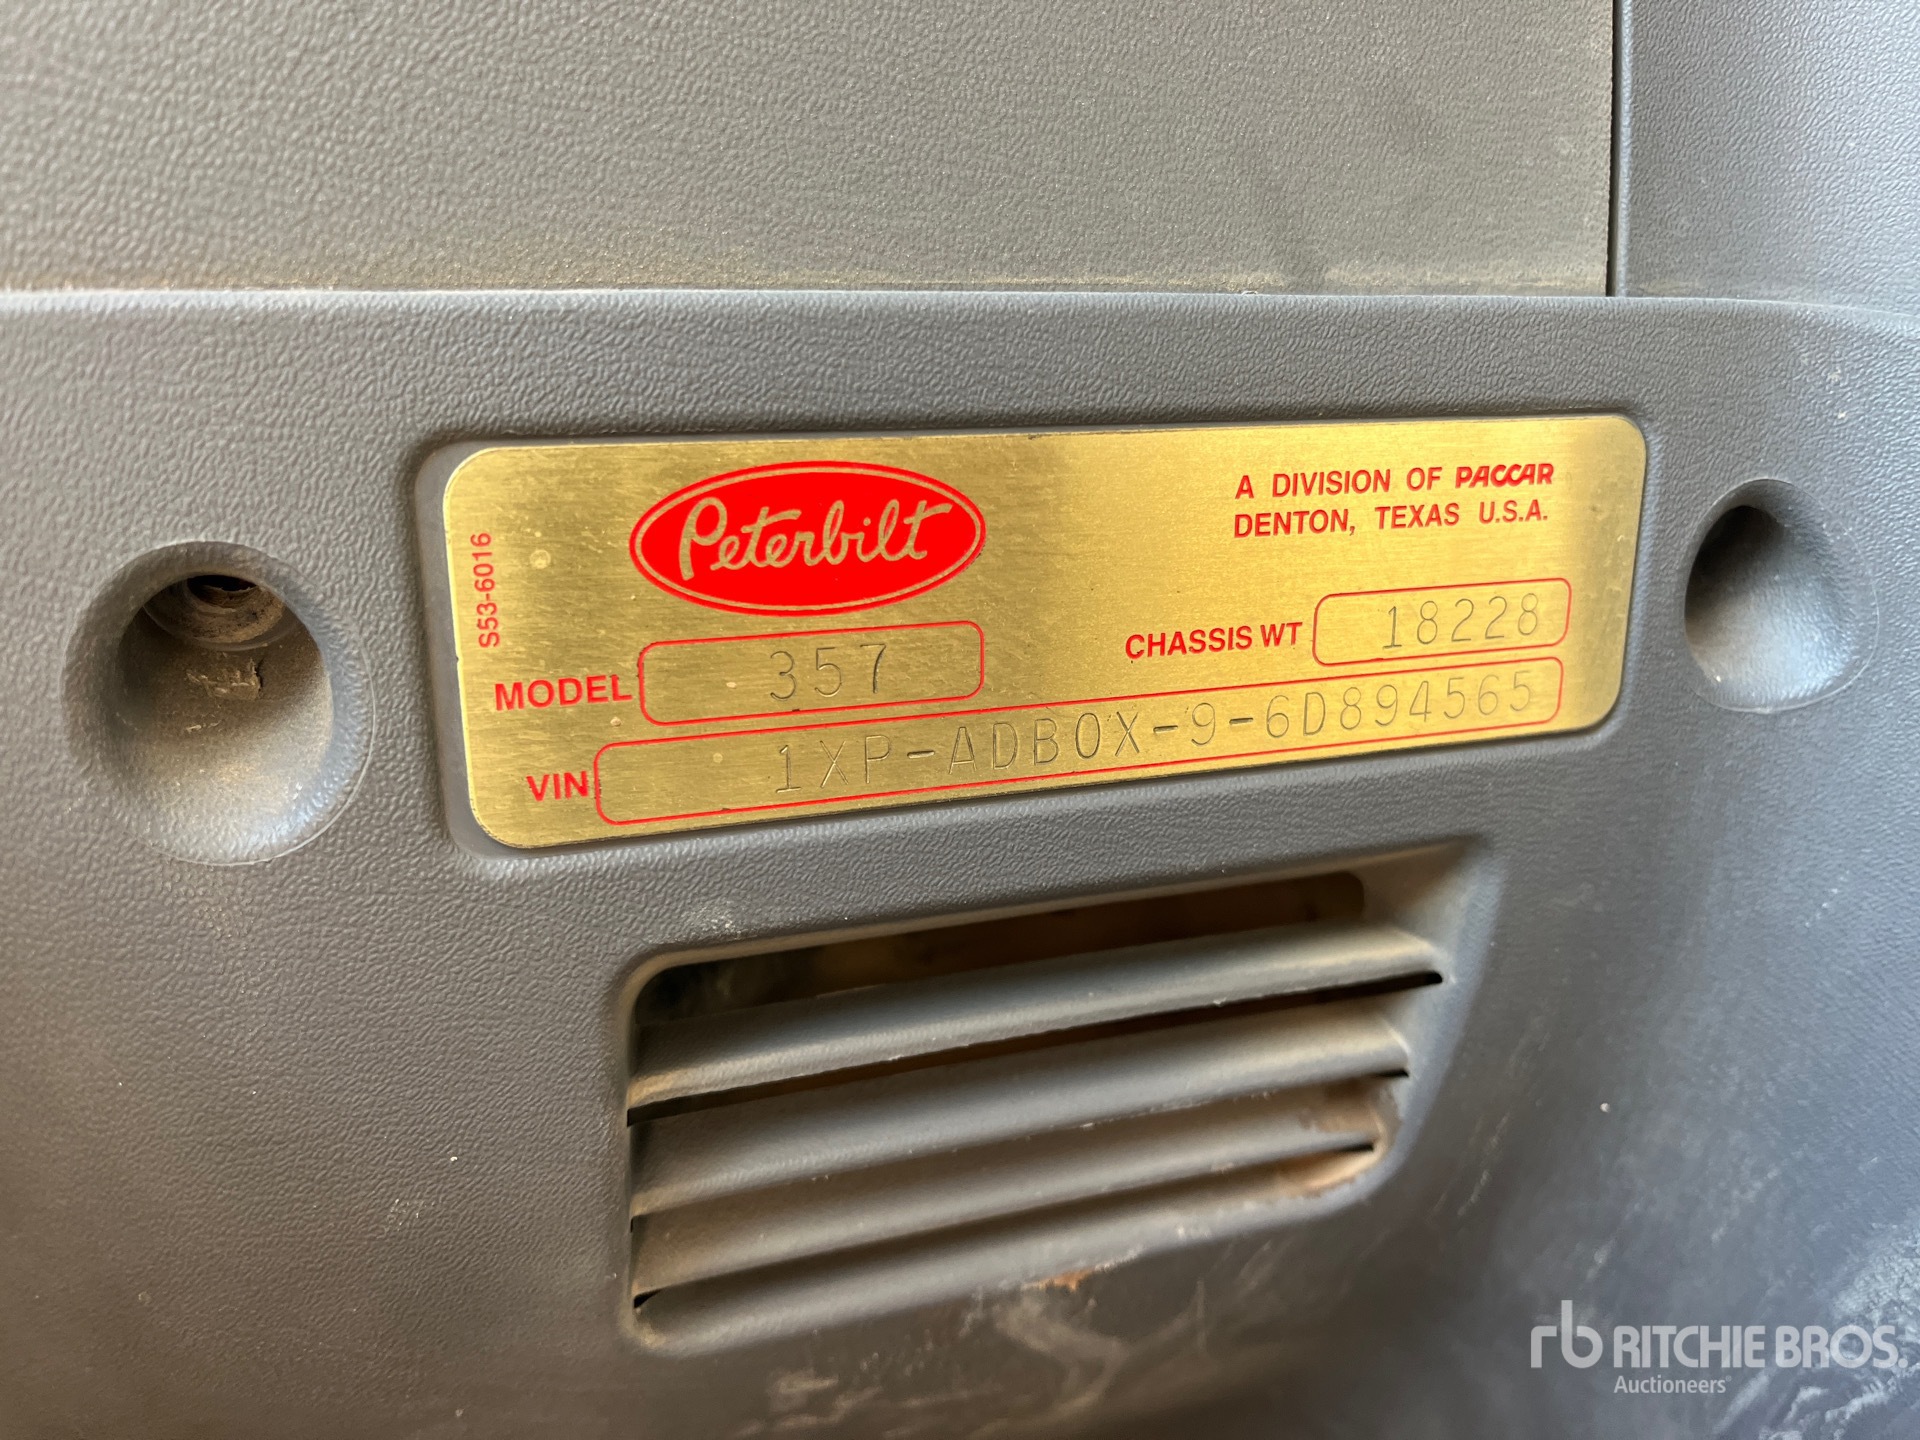 Peterbilt
A DIVISION OF PACCAR
DENTON, TEXAS U.S.A.
S53-6016
MODEL 357
CHASSIS WT 18228
VIN 1XP-ADB0X-9-6D894565
rb RITCHIE BROS.
Auctioneers